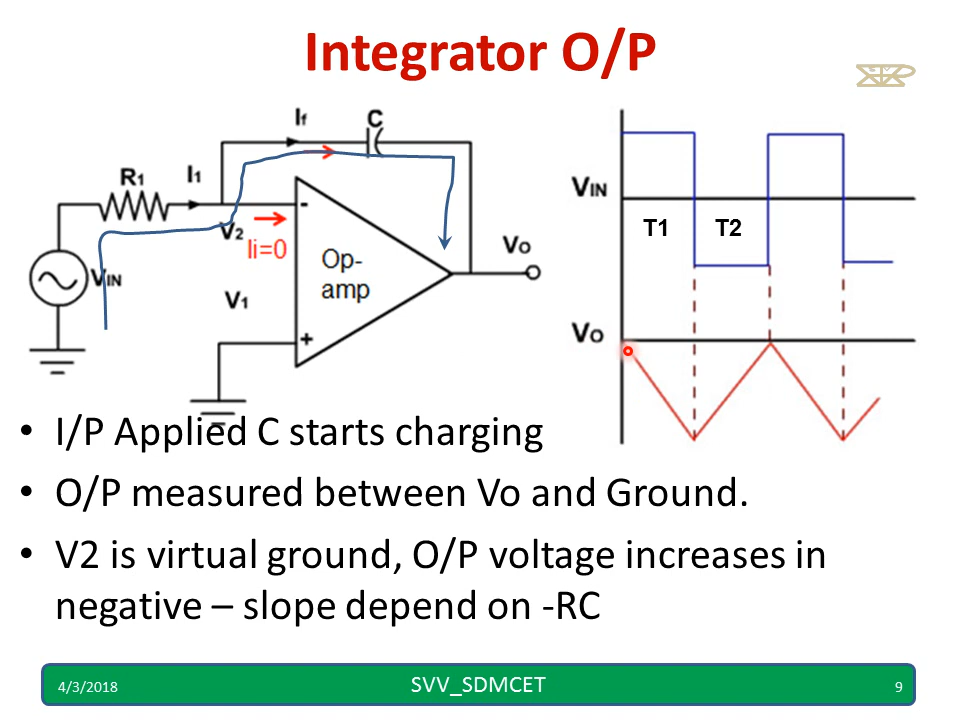 Integrator O/P
If C
R1 I1
V2
Ii=0
VIN
V1
-
+
Op-
amp
Vo
VIN
T1 T2
Vo
• I/P Applied C starts charging
• O/P measured between Vo and Ground.
• V2 is virtual ground, O/P voltage increases in
negative – slope depend on -RC
4/3/2018 SVV_SDMCET 9